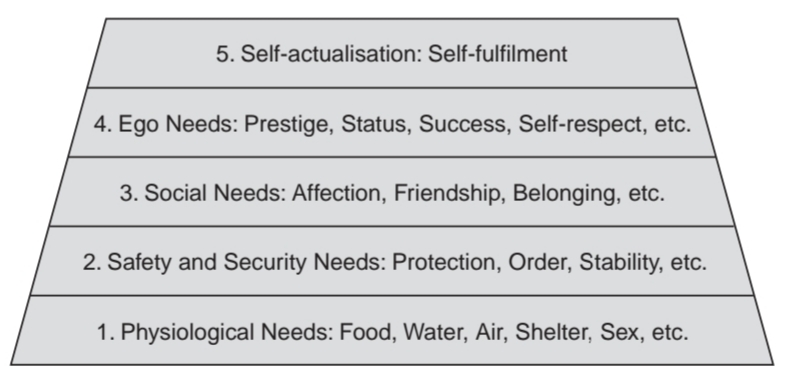 5. Self-actualisation: Self-fulfilment
4. Ego Needs: Prestige, Status, Success, Self-respect, etc.
3. Social Needs: Affection, Friendship, Belonging, etc.
2. Safety and Security Needs: Protection, Order, Stability, etc.
1. Physiological Needs: Food, Water, Air, Shelter, Sex, etc.